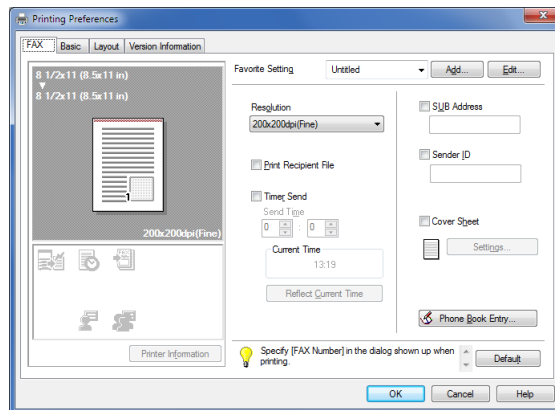 Printing Preferences
FAX Basic Layout Version Information
8 1/2x11 (8.5x11 in)
8 1/2x11 (8.5x11 in)
1
200x200dpi(Fine)
Printer Information
Favorite Setting Untitled Add... Edit...
Resolution
200x200dpi(Fine)
Print Recipient File
Timer Send
Send Time
0 : 0
Current Time
13:19
Reflect Current Time
SUB Address
Sender ID
Cover Sheet
Settings...
Phone Book Entry...
Specify [FAX Number] in the dialog shown up when
printing.
Default
OK Cancel Help